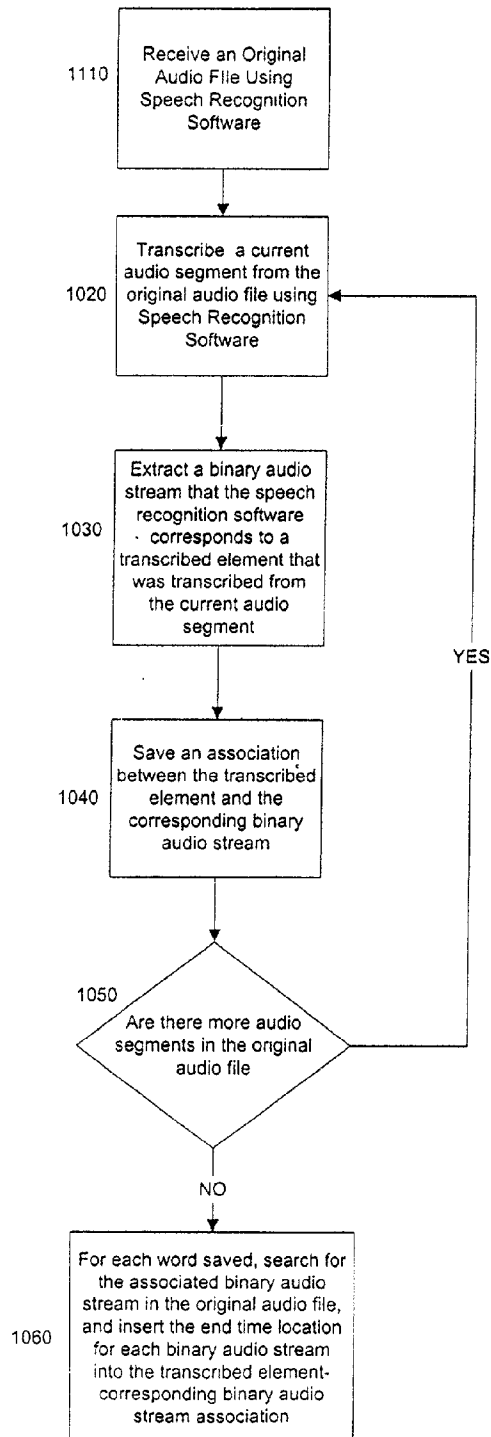 1110
Receive an Original
Audio File Using
Speech Recognition
Software
1020
Transcribe a current
audio segment from the
original audio file using
Speech Recognition
Software
1030
Extract a binary audio
stream that the speech
recognition software
corresponds to a
transcribed element that
was transcribed from
the current audio
segment
YES
1040
Save an association
between the transcribed
element and the
corresponding binary
audio stream
1050
Are there more audio
segments in the original
audio file
NO
1060
For each word saved, search for
the associated binary audio
stream in the original audio file,
and insert the end time location
for each binary audio stream
into the transcribed element-
corresponding binary audio
stream association